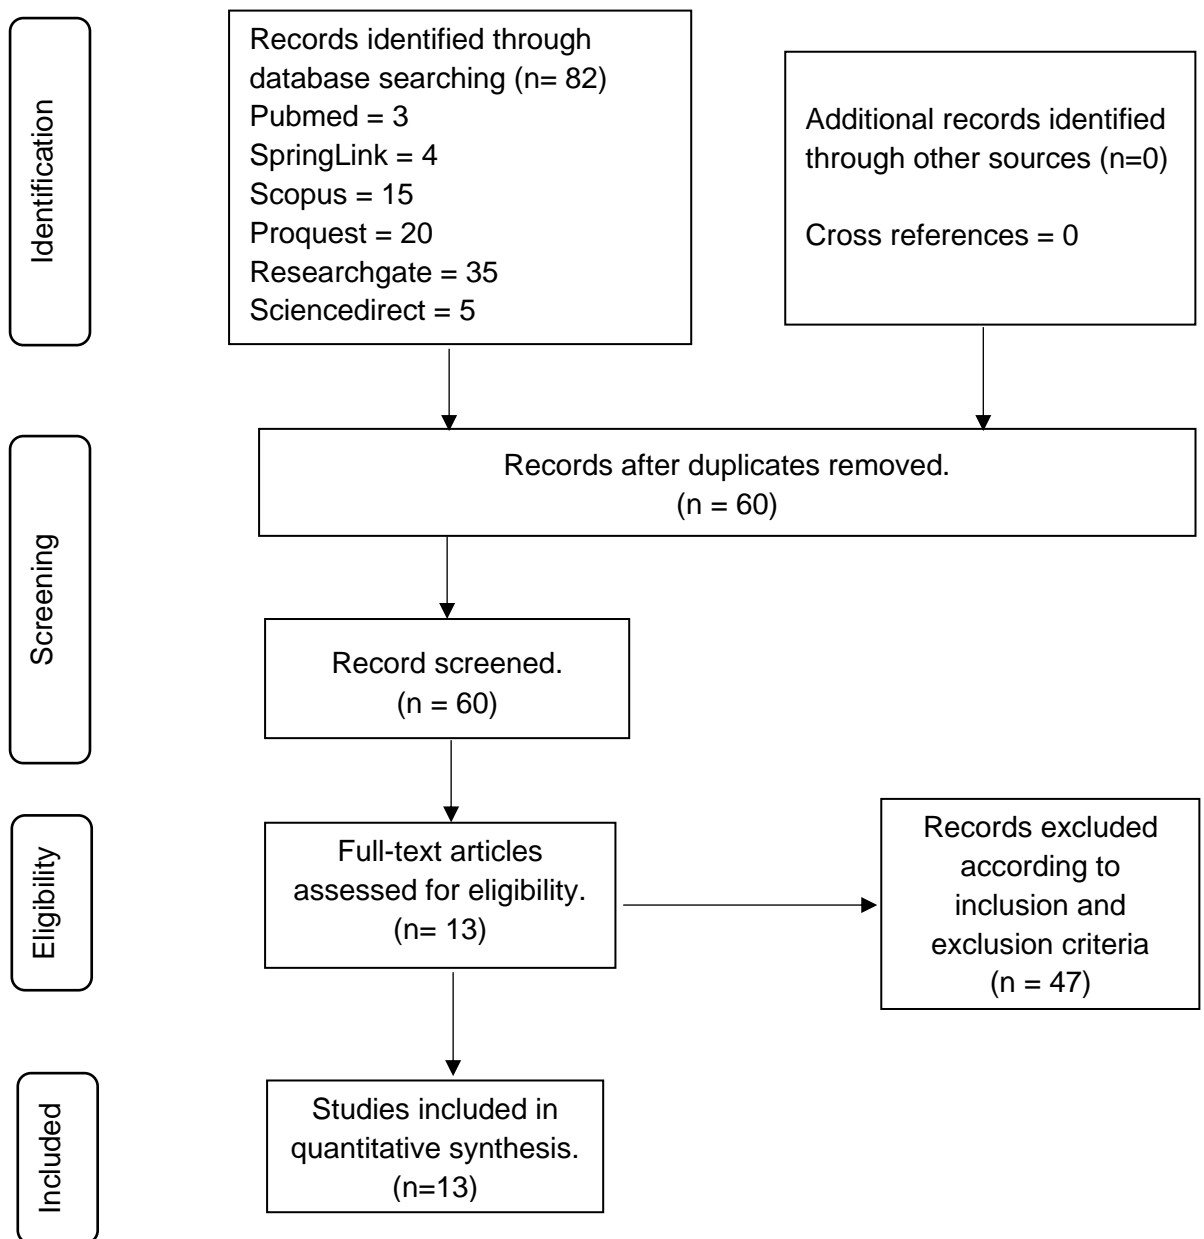 Identification
Records identified through
database searching (n= 82)
Pubmed = 3
SpringLink = 4
Scopus = 15
Proquest = 20
Researchgate = 35
Sciencedirect = 5
Additional records identified
through other sources (n=0)
Cross references = 0
Screening
Records after duplicates removed.
(n = 60)
Record screened.
(n = 60)
Eligibility
Full-text articles
assessed for eligibility.
(n= 13)
Records excluded
according to
inclusion and
exclusion criteria
(n = 47)
Included
Studies included in
quantitative synthesis.
(n=13)